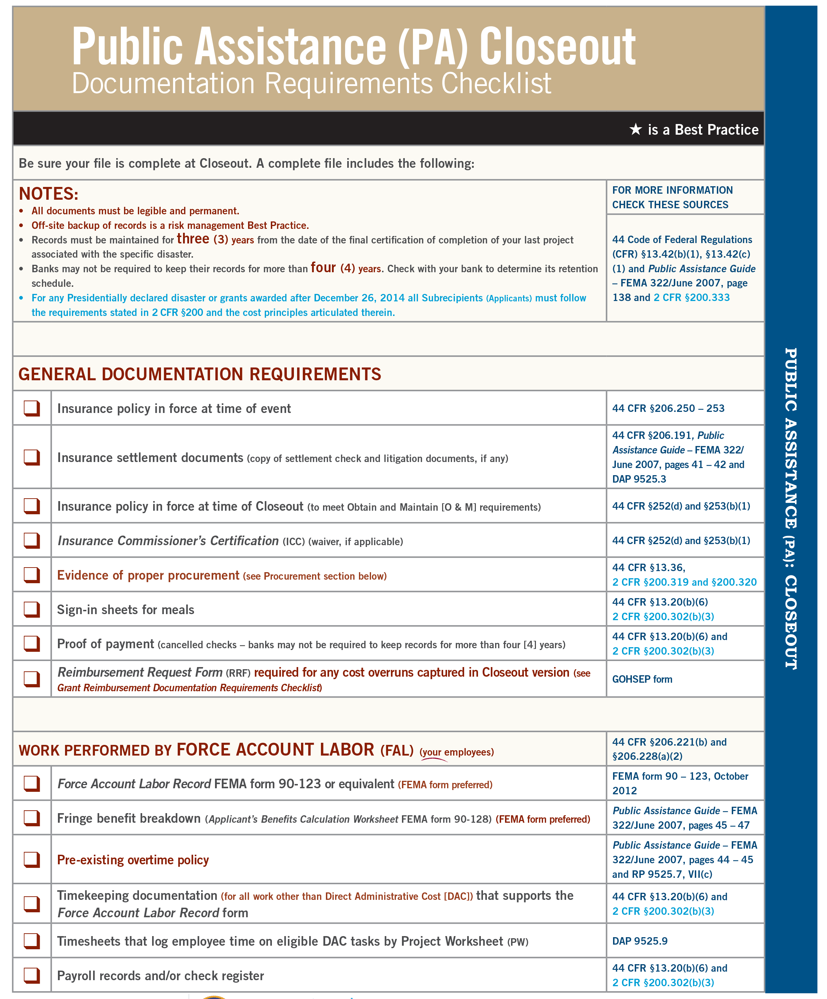 Public Assistance (PA) Closeout
Documentation Requirements Checklist
★ is a Best Practice
Be sure your file is complete at Closeout. A complete file includes the following:
NOTES:
• All documents must be legible and permanent.
• Off-site backup of records is a risk management Best Practice.
• Records must be maintained for three (3) years from the date of the final certification of completion of your last project
associated with the specific disaster.
• Banks may not be required to keep their records for more than four (4) years. Check with your bank to determine its retention
schedule.
• For any Presidentially declared disaster or grants awarded after December 26, 2014 all Subrecipients (Applicants) must follow
the requirements stated in 2 CFR §200 and the cost principles articulated therein.
FOR MORE INFORMATION
CHECK THESE SOURCES
44 Code of Federal Regulations
(CFR) §13.42(b)(1), §13.42(c)
(1) and Public Assistance Guide
– FEMA 322/June 2007, page
138 and 2 CFR §200.333
GENERAL DOCUMENTATION REQUIREMENTS
❑ Insurance policy in force at time of event
44 CFR §206.250 – 253
❑ Insurance settlement documents (copy of settlement check and litigation documents, if any)
44 CFR §206.191, Public
Assistance Guide – FEMA 322/
June 2007, pages 41 – 42 and
DAP 9525.3
❑ Insurance policy in force at time of Closeout (to meet Obtain and Maintain [O & M] requirements)
44 CFR §252(d) and §253(b)(1)
❑ Insurance Commissioner's Certification (ICC) (waiver, if applicable)
44 CFR §252(d) and §253(b)(1)
❑ Evidence of proper procurement (see Procurement section below)
44 CFR §13.36,
2 CFR §200.319 and §200.320
❑ Sign-in sheets for meals
44 CFR §13.20(b)(6)
2 CFR §200.302(b)(3)
❑ Proof of payment (cancelled checks – banks may not be required to keep records for more than four [4] years)
44 CFR §13.20(b)(6) and
2 CFR §200.302(b)(3)
❑ Reimbursement Request Form (RRF) required for any cost overruns captured in Closeout version (see
Grant Reimbursement Documentation Requirements Checklist)
GOHSEP form
WORK PERFORMED BY FORCE ACCOUNT LABOR (FAL) (your employees)
44 CFR §206.221(b) and
§206.228(a)(2)
❑ Force Account Labor Record FEMA form 90-123 or equivalent (FEMA form preferred)
FEMA form 90 – 123, October
2012
❑ Fringe benefit breakdown (Applicant's Benefits Calculation Worksheet FEMA form 90-128) (FEMA form preferred)
Public Assistance Guide – FEMA
322/June 2007, pages 45 – 47
❑ Pre-existing overtime policy
Public Assistance Guide – FEMA
322/June 2007, pages 44 – 45
and RP 9525.7, VII(c)
❑ Timekeeping documentation (for all work other than Direct Administrative Cost [DAC]) that supports the
Force Account Labor Record form
44 CFR §13.20(b)(6) and
2 CFR §200.302(b)(3)
❑ Timesheets that log employee time on eligible DAC tasks by Project Worksheet (PW)
DAP 9525.9
❑ Payroll records and/or check register
44 CFR §13.20(b)(6) and
2 CFR §200.302(b)(3)
PUBLIC ASSISTANCE (PA): CLOSEOUT